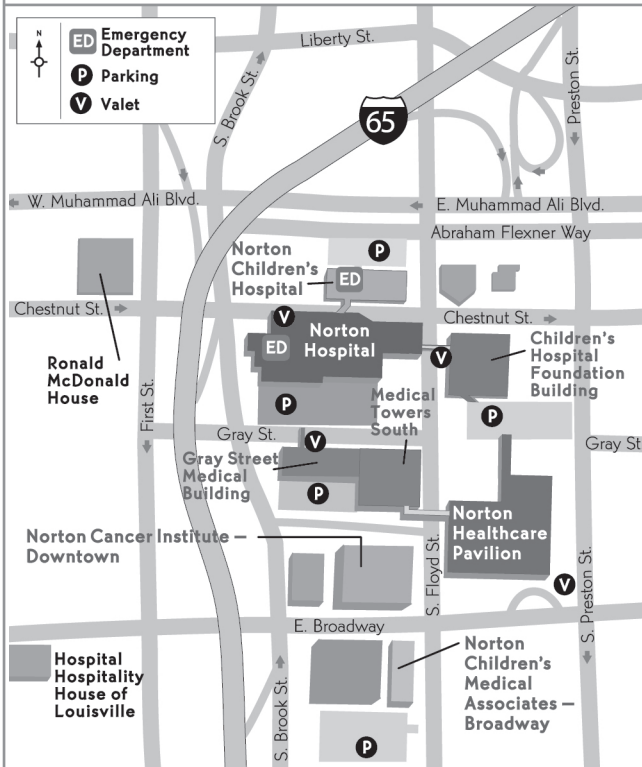 N
ED Emergency
Department
P Parking
V Valet
Liberty St.
S. Brook St.
65
Preston St.
W. Muhammad Ali Blvd.
E. Muhammad Ali Blvd.
Abraham Flexner Way
P
Norton
Children's
Hospital
ED
Chestnut St.
V
Chestnut St.
Norton
Hospital
ED
V
Children's
Hospital
Foundation
Building
Ronald
McDonald
House
First St.
P
Medical
Towers
South
P
Gray St.
V
Gray St
Gray Street
Medical
Building
P
Norton
Healthcare
Pavilion
Norton Cancer Institute –
Downtown
S. Floyd St.
V
S. Preston St.
E. Broadway
Hospital
Hospitality
House of
Louisville
Norton
Children's
Medical
Associates –
Broadway
S. Brook St.
P